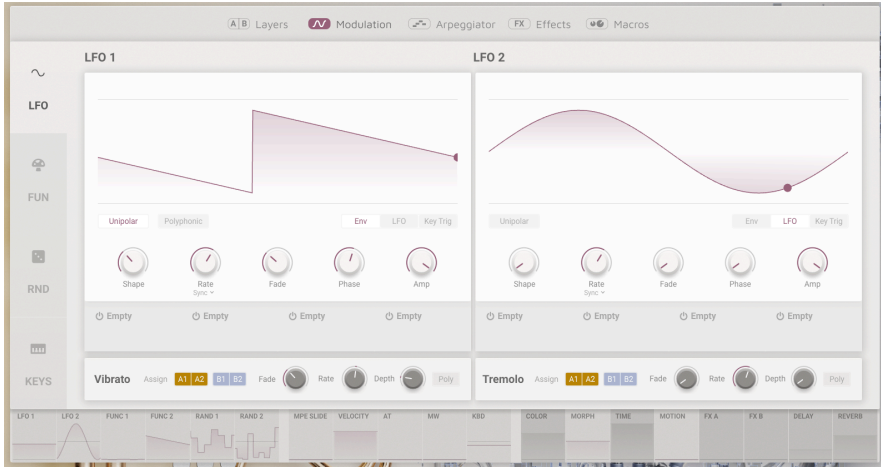 A B Layers Modulation Arpeggiator FX Effects Macros
LFO 1 LFO 2
LFO
FUN
RND
KEYS
Unipolar Polyphonic Env LFO Key Trig Unipolar Env LFO Key Trig
Shape Rate Fade Phase Amp Shape Rate Fade Phase Amp
Sync Sync
Empty Empty Empty Empty Empty Empty Empty Empty
Vibrato Assign A1 A2 B1 B2 Fade Rate Depth Poly Tremolo Assign A1 A2 B1 B2 Fade Rate Depth Poly
LFO 1 LFO 2 FUNC 1 FUNC 2 RAND 1 RAND 2 MPE SLIDE VELOCITY AT MW KBD COLOR MORPH TIME MOTION FX A FX B DELAY REVERB